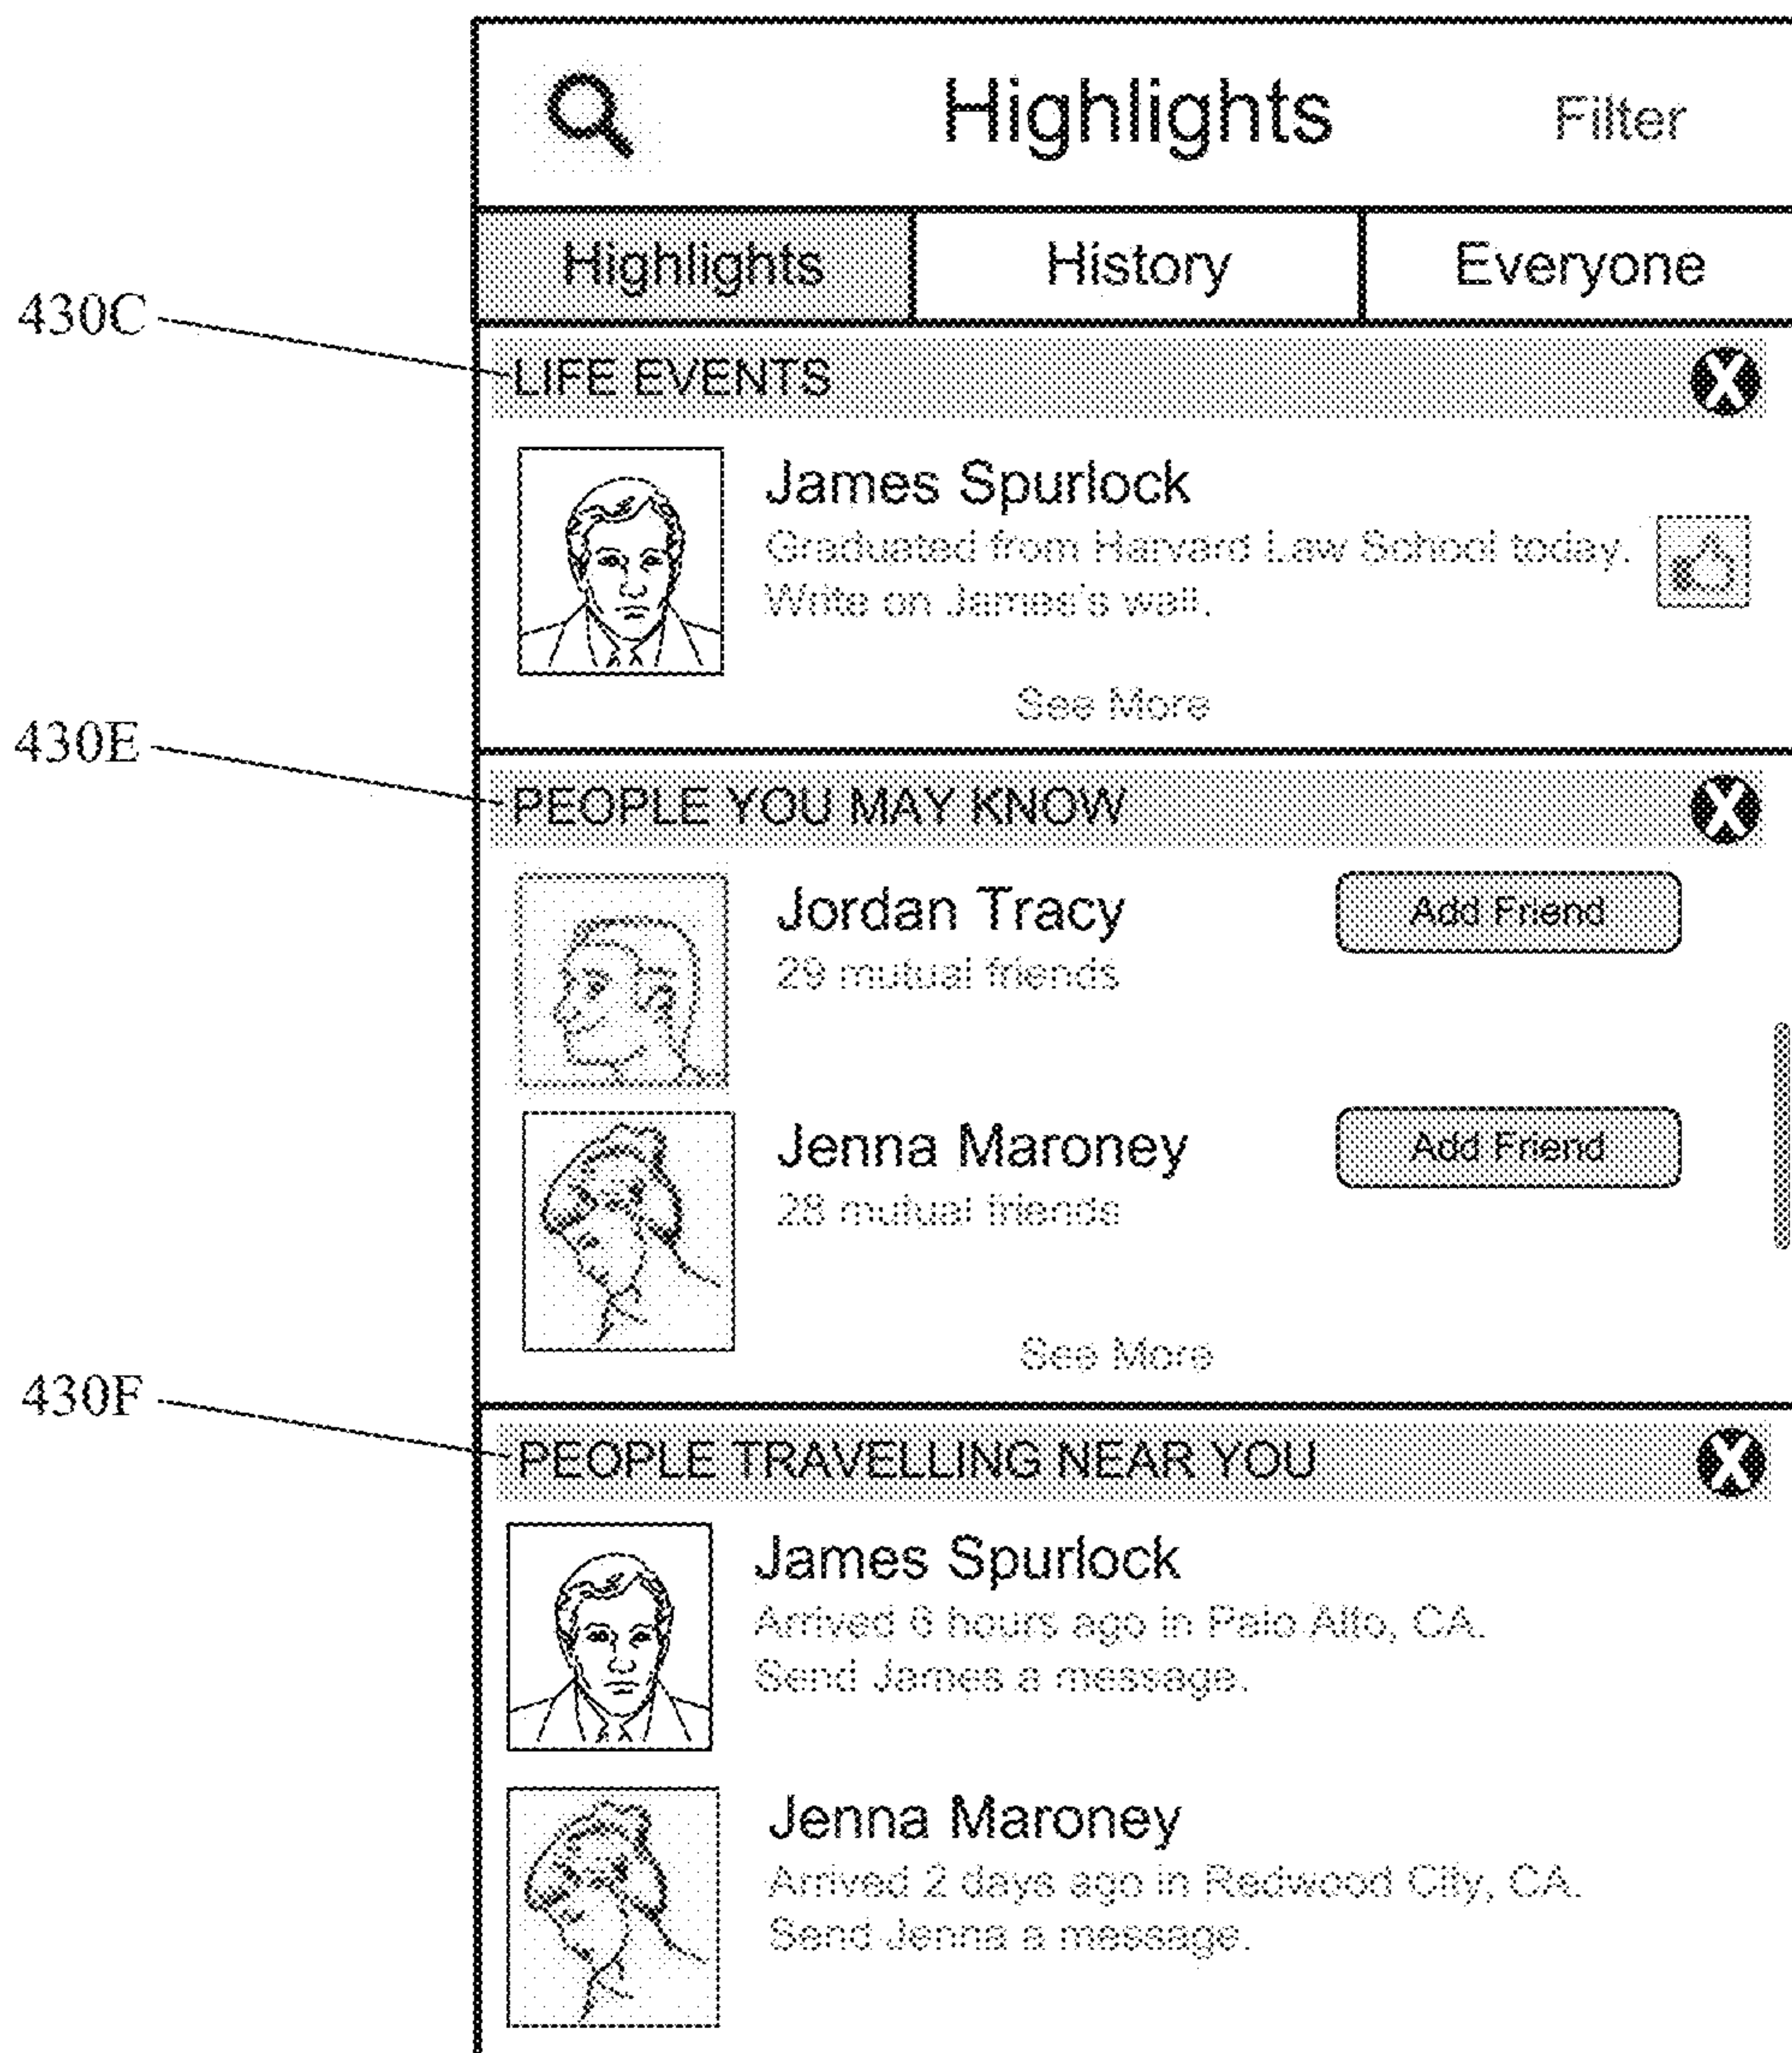 Highlights Filter
Highlights History Everyone
430C
LIFE EVENTS X
James Spurlock
Graduated from Harvard Law School today.
Write on James's wall.
See More
430E
PEOPLE YOU MAY KNOW X
Jordan Tracy Add Friend
29 mutual friends
Jenna Maroney Add Friend
28 mutual friends
See More
430F
PEOPLE TRAVELLING NEAR YOU X
James Spurlock
Arrived 6 hours ago in Palo Alto, CA.
Send James a message.
Jenna Maroney
Arrived 2 days ago in Redwood City, CA.
Send Jenna a message.